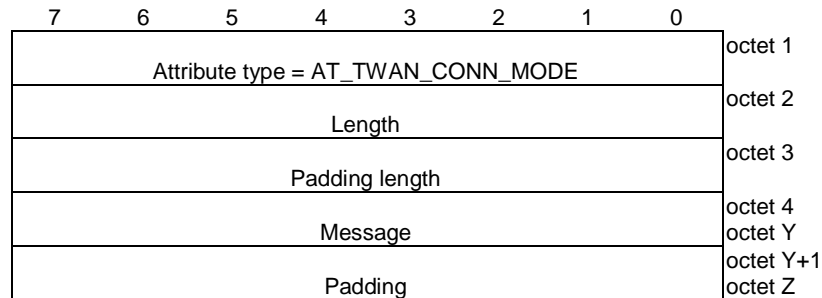 7 6 5 4 3 2 1 0
octet 1
Attribute type = AT_TWAN_CONN_MODE
octet 2
Length
octet 3
Padding length
octet 4
Message octet Y
octet Y+1
Padding octet Z